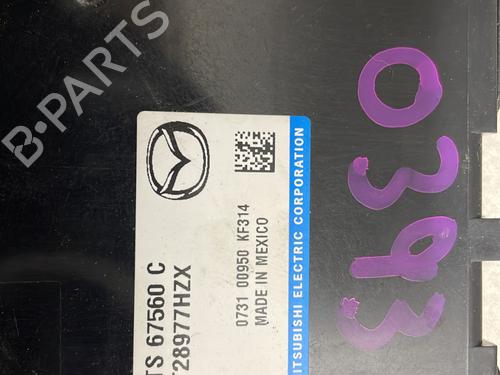 TS 67560 C
T28977HZX
0731 00950 KF314
MADE IN MEXICO
MITSUBISHI ELECTRIC CORPORATION
0393
B-PARTS